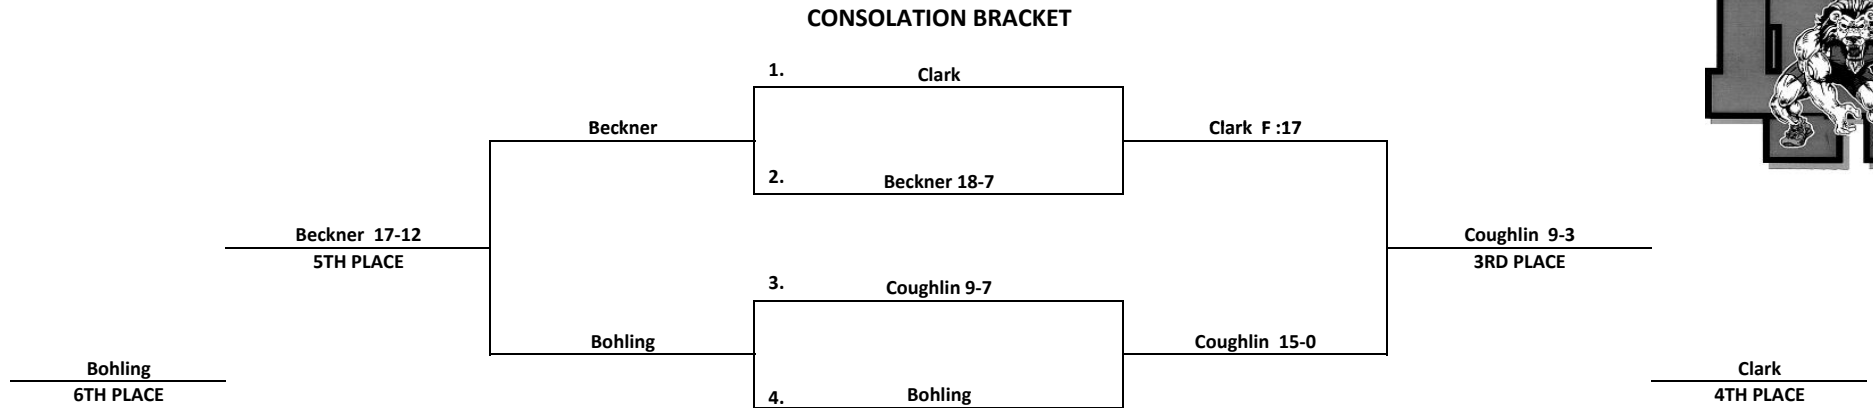 CONSOLATION BRACKET
1.
Clark
Beckner
Clark F :17
2.
Beckner 18-7
Beckner 17-12
5TH PLACE
Coughlin 9-3
3RD PLACE
3.
Coughlin 9-7
Bohling
Coughlin 15-0
Bohling
6TH PLACE
4.
Bohling
Clark
4TH PLACE